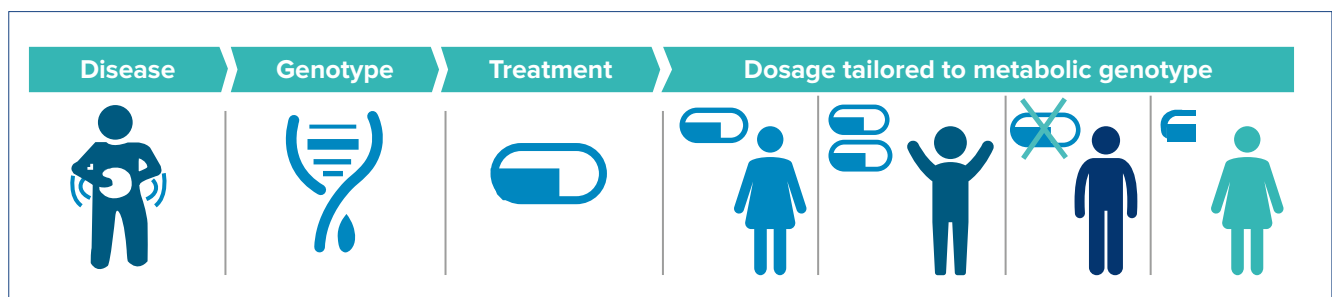 Disease
Genotype
Treatment
Dosage tailored to metabolic genotype